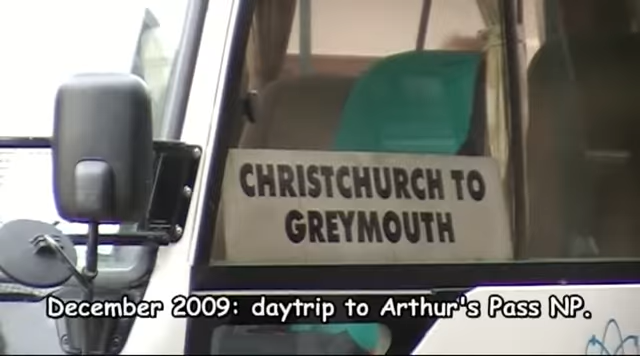 CHRISTCHURCH TO
GREYMOUTH
December 2009: daytrip to Arthur's Pass NP.